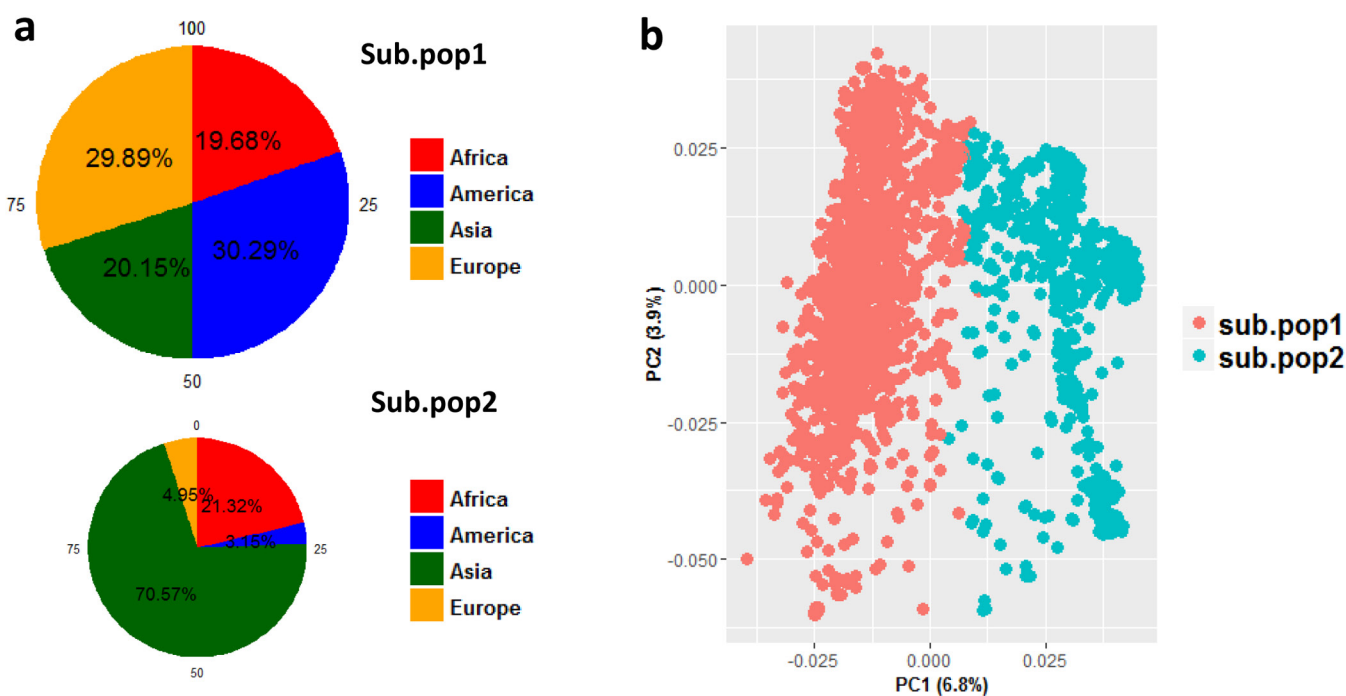 a
Sub.pop1
100
75
25
50
29.89%
19.68%
20.15%
30.29%
Africa
America
Asia
Europe
Sub.pop2
0
75
25
50
4.95%
21.32%
3.15%
70.57%
Africa
America
Asia
Europe
b
PC2 (3.9%)
0.025
0.000
-0.025
-0.050
-0.025
0.000
0.025
PC1 (6.8%)
sub.pop1
sub.pop2